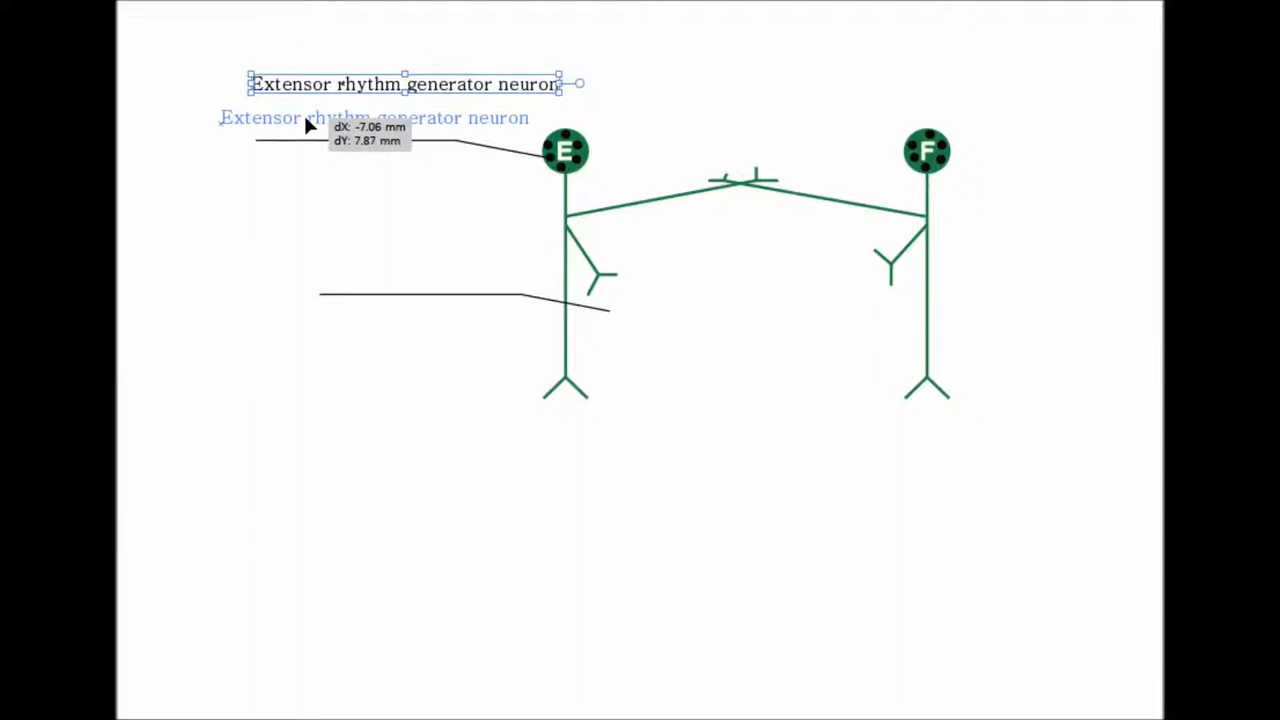 Extensor rhythm generator neuron
Extensor rhythm generator neuron
dX: -7.06 mm
dY: 7.87 mm
E
F